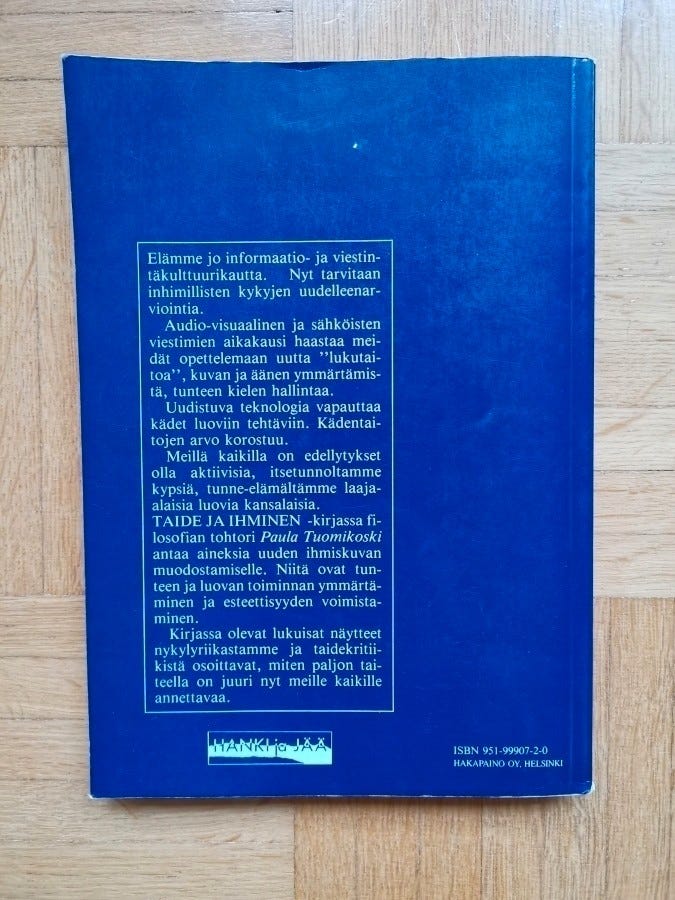 Elämme jo informaatio- ja viestin-
täkulttuurikautta. Nyt tarvitaan
inhimillisten kykyjen uudelleenar-
viointia.
Audio-visuaalinen ja sähköisten
viestimien aikakausi haastaa mei-
dät opettelemaan uutta ''lukutai-
toa'', kuvan ja äänen ymmärtämis-
tä, tunteen kielen hallintaa.
Uudistuva teknologia vapauttaa
kädet luoviin tehtäviin. Kädentai-
tojen arvo korostuu.
Meillä kaikilla on edellytykset
olla aktiivisia, itsetunnoltamme
kypsiä, tunne-elämältämme laaja-
alaisia luovia kansalaisia.
TAIDE JA IHMINEN -kirjassa fi-
losofian tohtori Paula Tuomikoski
antaa aineksia uuden ihmiskuvan
muodostamiselle. Niitä ovat tun-
teen ja luovan toiminnan ymmärtä-
minen ja esteettisyyden voimista-
minen.
Kirjassa olevat lukuisat näytteet
nykylyriikastamme ja taidekritii-
kistä osoittavat, miten paljon tai-
teella on juuri nyt meille kaikille
annettavaa.
HANKI ja JÄÄ
ISBN 951-99907-2-0
HAKAPAINO OY, HELSINKI